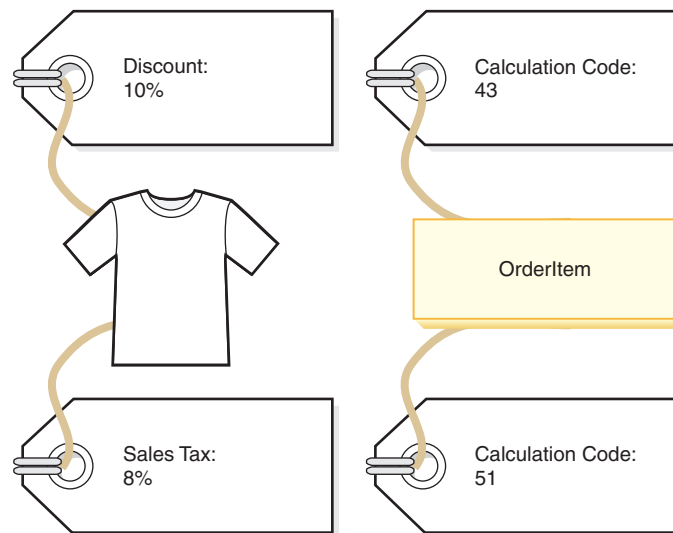 Discount:
10%
Calculation Code:
43
OrderItem
Sales Tax:
8%
Calculation Code:
51